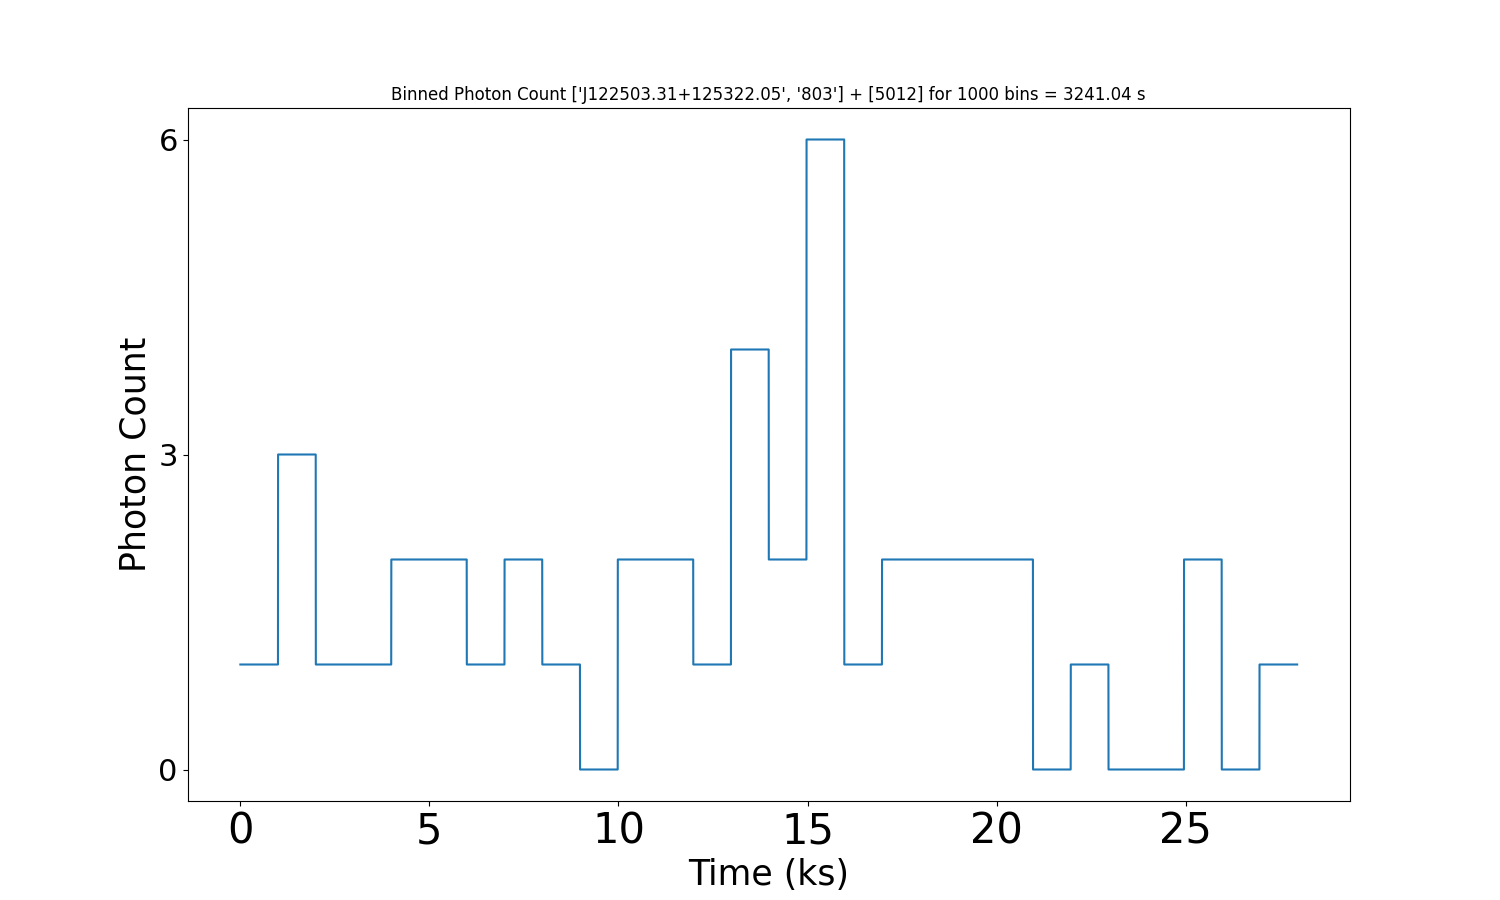 Binned Photon Count ['J122503.31+125322.05', '803'] + [5012] for 1000 bins = 3241.04 s
6
3
0
Photon Count
0 5 10 15 20 25
Time (ks)